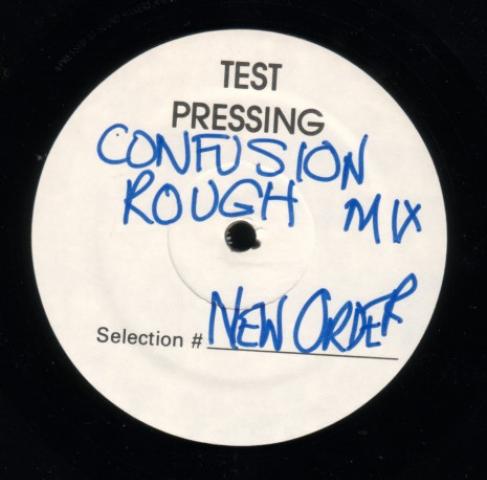 TEST
PRESSING
CONFUSION
ROUGH MIX
Selection # NEW ORDER